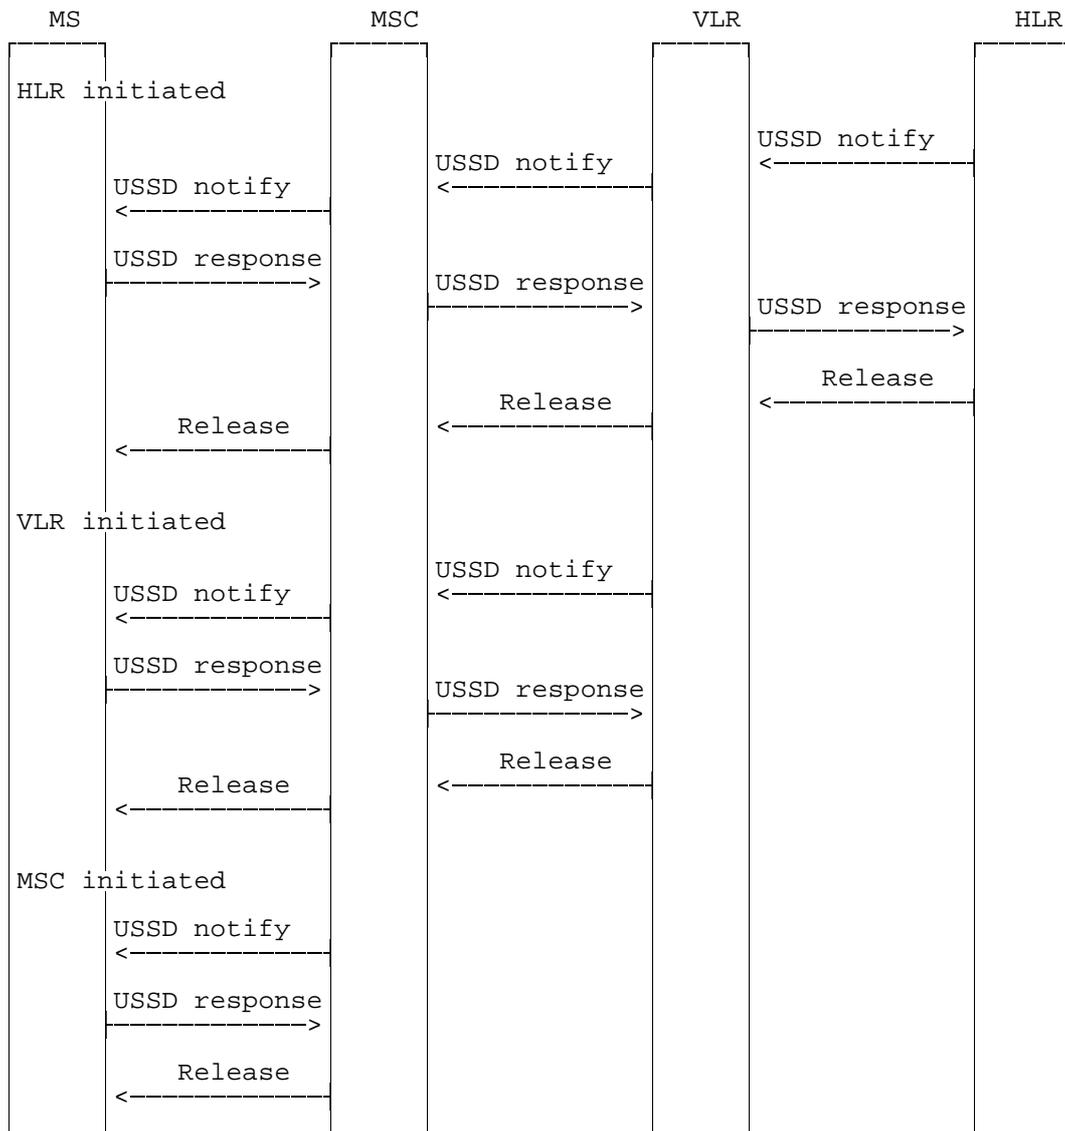 MS MSC VLR HLR
HLR initiated
USSD notify
USSD notify
USSD notify
USSD response
USSD response
USSD response
Release
Release
Release
VLR initiated
USSD notify
USSD notify
USSD response
USSD response
Release
Release
MSC initiated
USSD notify
USSD response
Release